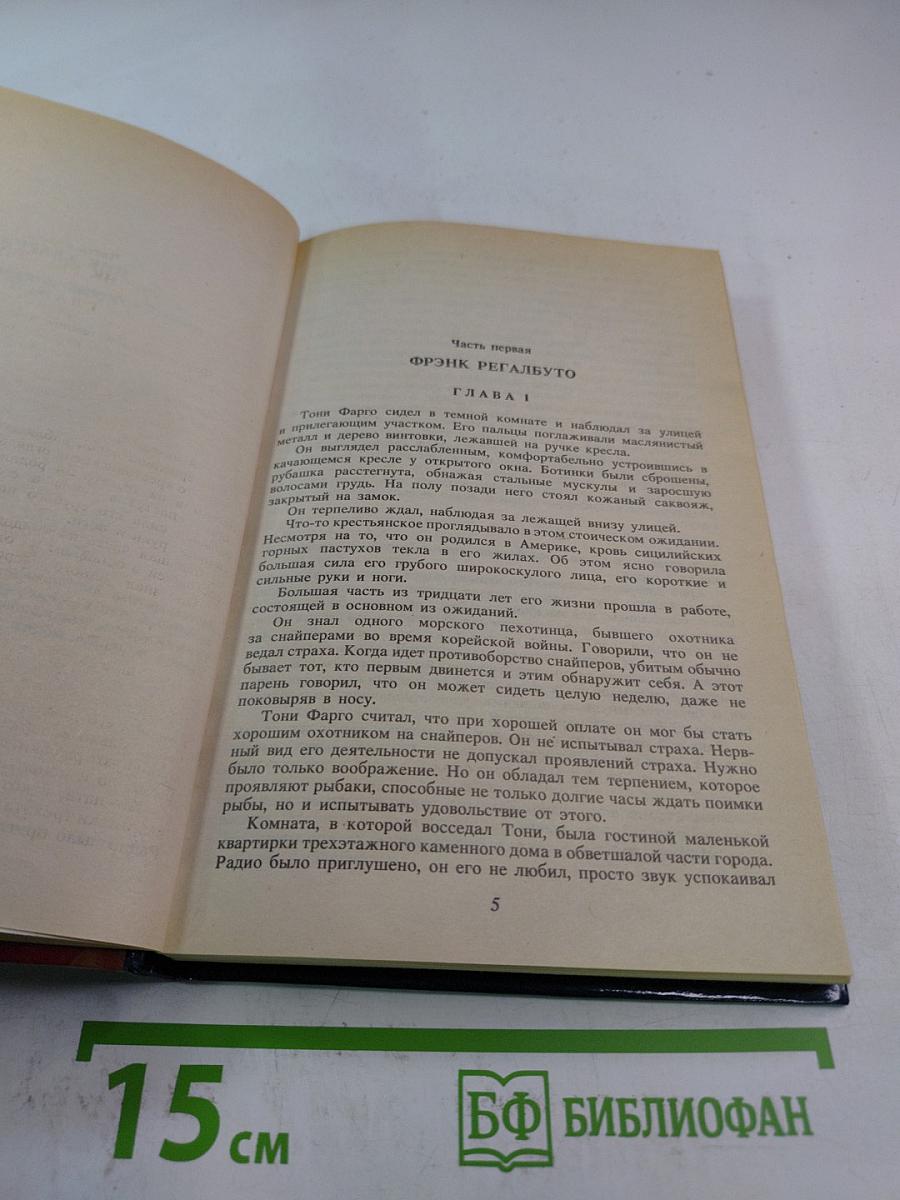 Часть первая
ФРЭНК РЕГАЛБУТО
ГЛАВА I
Тони Фарго сидел в темной комнате и наблюдал за улицей
и прилегающим участком. Его пальцы поглаживали маслянистый
металл и дерево винтовки, лежавшей на ручке кресла.
Он выглядел расслабленным, комфортабельно устроившись в
качающемся кресле у открытого окна. Ботинки были сброшены,
рубашка расстегнута, обнажая стальные мускулы и заросшую
волосами грудь. На полу позади него стоял кожаный саквояж,
закрытый на замок.
Он терпеливо ждал, наблюдая за лежащей внизу улицей.
Что-то крестьянское проглядывало в этом стоическом ожидании.
Несмотря на то, что он родился в Америке, кровь сицилийских
горных пастухов текла в его жилах. Об этом ясно говорила
большая сила его грубого широкоскулого лица, его короткие и
сильные руки и ноги.
Большая часть из тридцати лет его жизни прошла в работе,
состоящей в основном из ожиданий.
Он знал одного морского пехотинца, бывшего охотника
за снайперами во время корейской войны. Говорили, что он не
ведал страха. Когда идет противоборство снайперов, убитым обычно
бывает тот, кто первым двинется и этим обнаружит себя. А этот
парень говорил, что он может сидеть целую неделю, даже не
поковыряв в носу.
Тони Фарго считал, что при хорошей оплате он мог бы стать
хорошим охотником на снайперов. Он не испытывал страха. Нерв-
ный вид его деятельности не допускал проявлений страха. Нужно
было только воображение. Но он обладал тем терпением, которое
проявляют рыбаки, способные не только долгие часы ждать поимки
рыбы, но и испытывать удовольствие от этого.
Комната, в которой восседал Тони, была гостиной маленькой
квартирки трехэтажного каменного дома в обветшалой части города.
Радио было приглушено, он его не любил, просто звук успокаивал
5
15 см
БФ БИБЛИОФАН